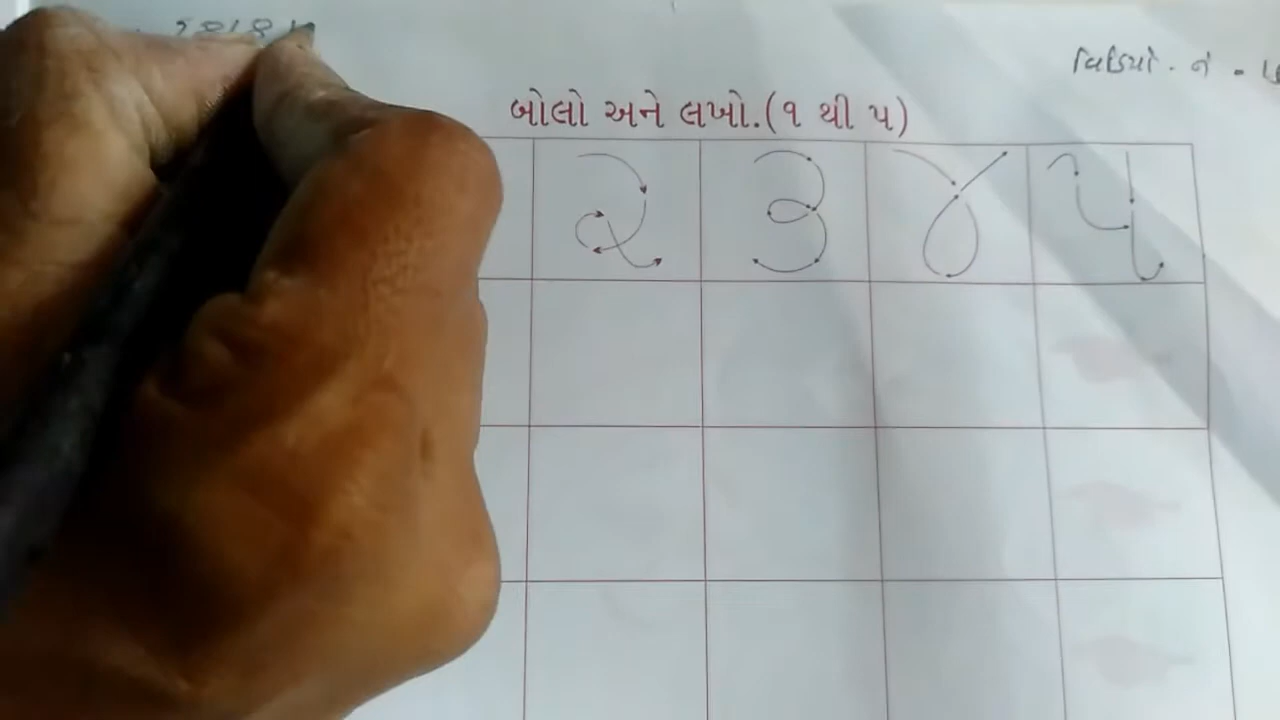 વિડિયો. નં -
બોલો અને લખો.(૧ થી ૫)
૨ ૩ ૪ ૫